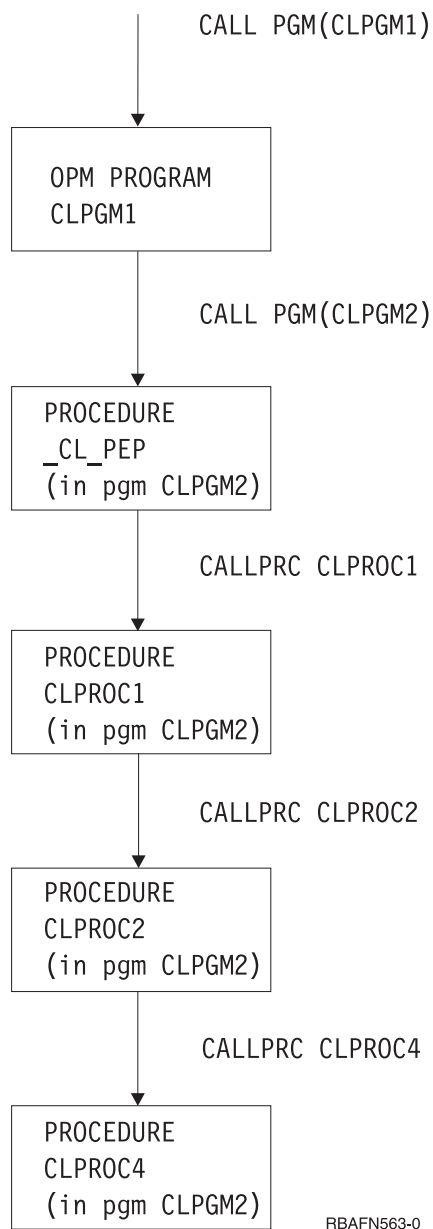 CALL PGM(CLPGM1)
OPM PROGRAM
CLPGM1
CALL PGM(CLPGM2)
PROCEDURE
_CL_PEP
(in pgm CLPGM2)
CALLPRC CLPROC1
PROCEDURE
CLPROC1
(in pgm CLPGM2)
CALLPRC CLPROC2
PROCEDURE
CLPROC2
(in pgm CLPGM2)
CALLPRC CLPROC4
PROCEDURE
CLPROC4
(in pgm CLPGM2)
RBAFN563-0